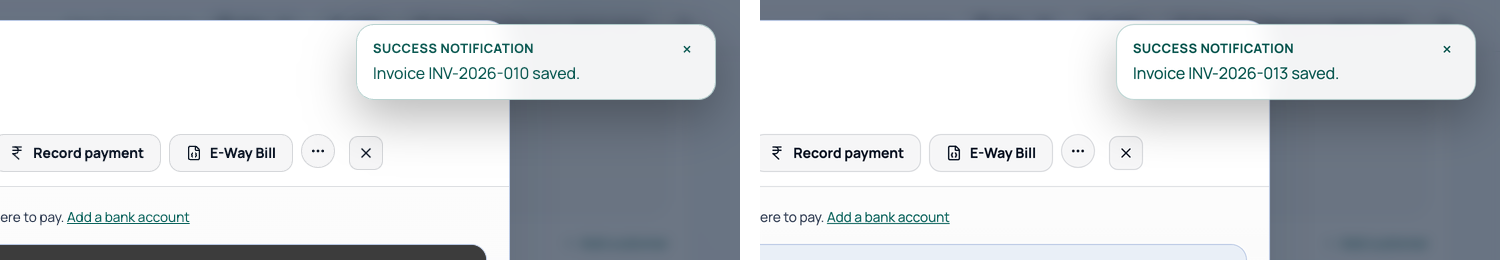 SUCCESS NOTIFICATION ×
Invoice INV-2026-010 saved.
₹ Record payment E-Way Bill ··· ×
ere to pay. Add a bank account
SUCCESS NOTIFICATION ×
Invoice INV-2026-013 saved.
₹ Record payment E-Way Bill ··· ×
ere to pay. Add a bank account